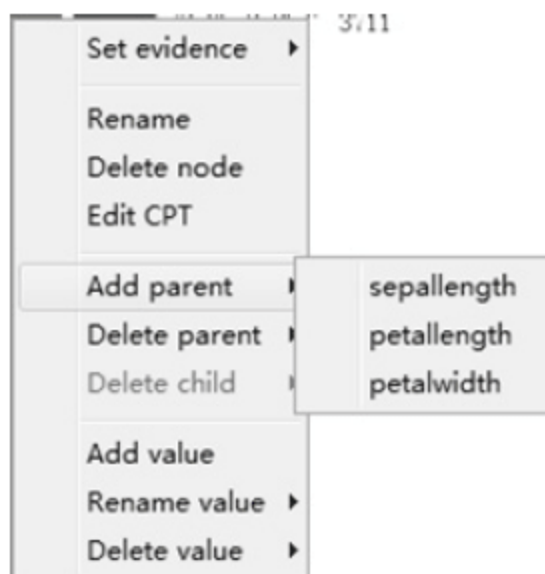 Set evidence
Rename
Delete node
Edit CPT
Add parent
sepallength
Delete parent
petallength
Delete child
petalwidth
Add value
Rename value
Delete value